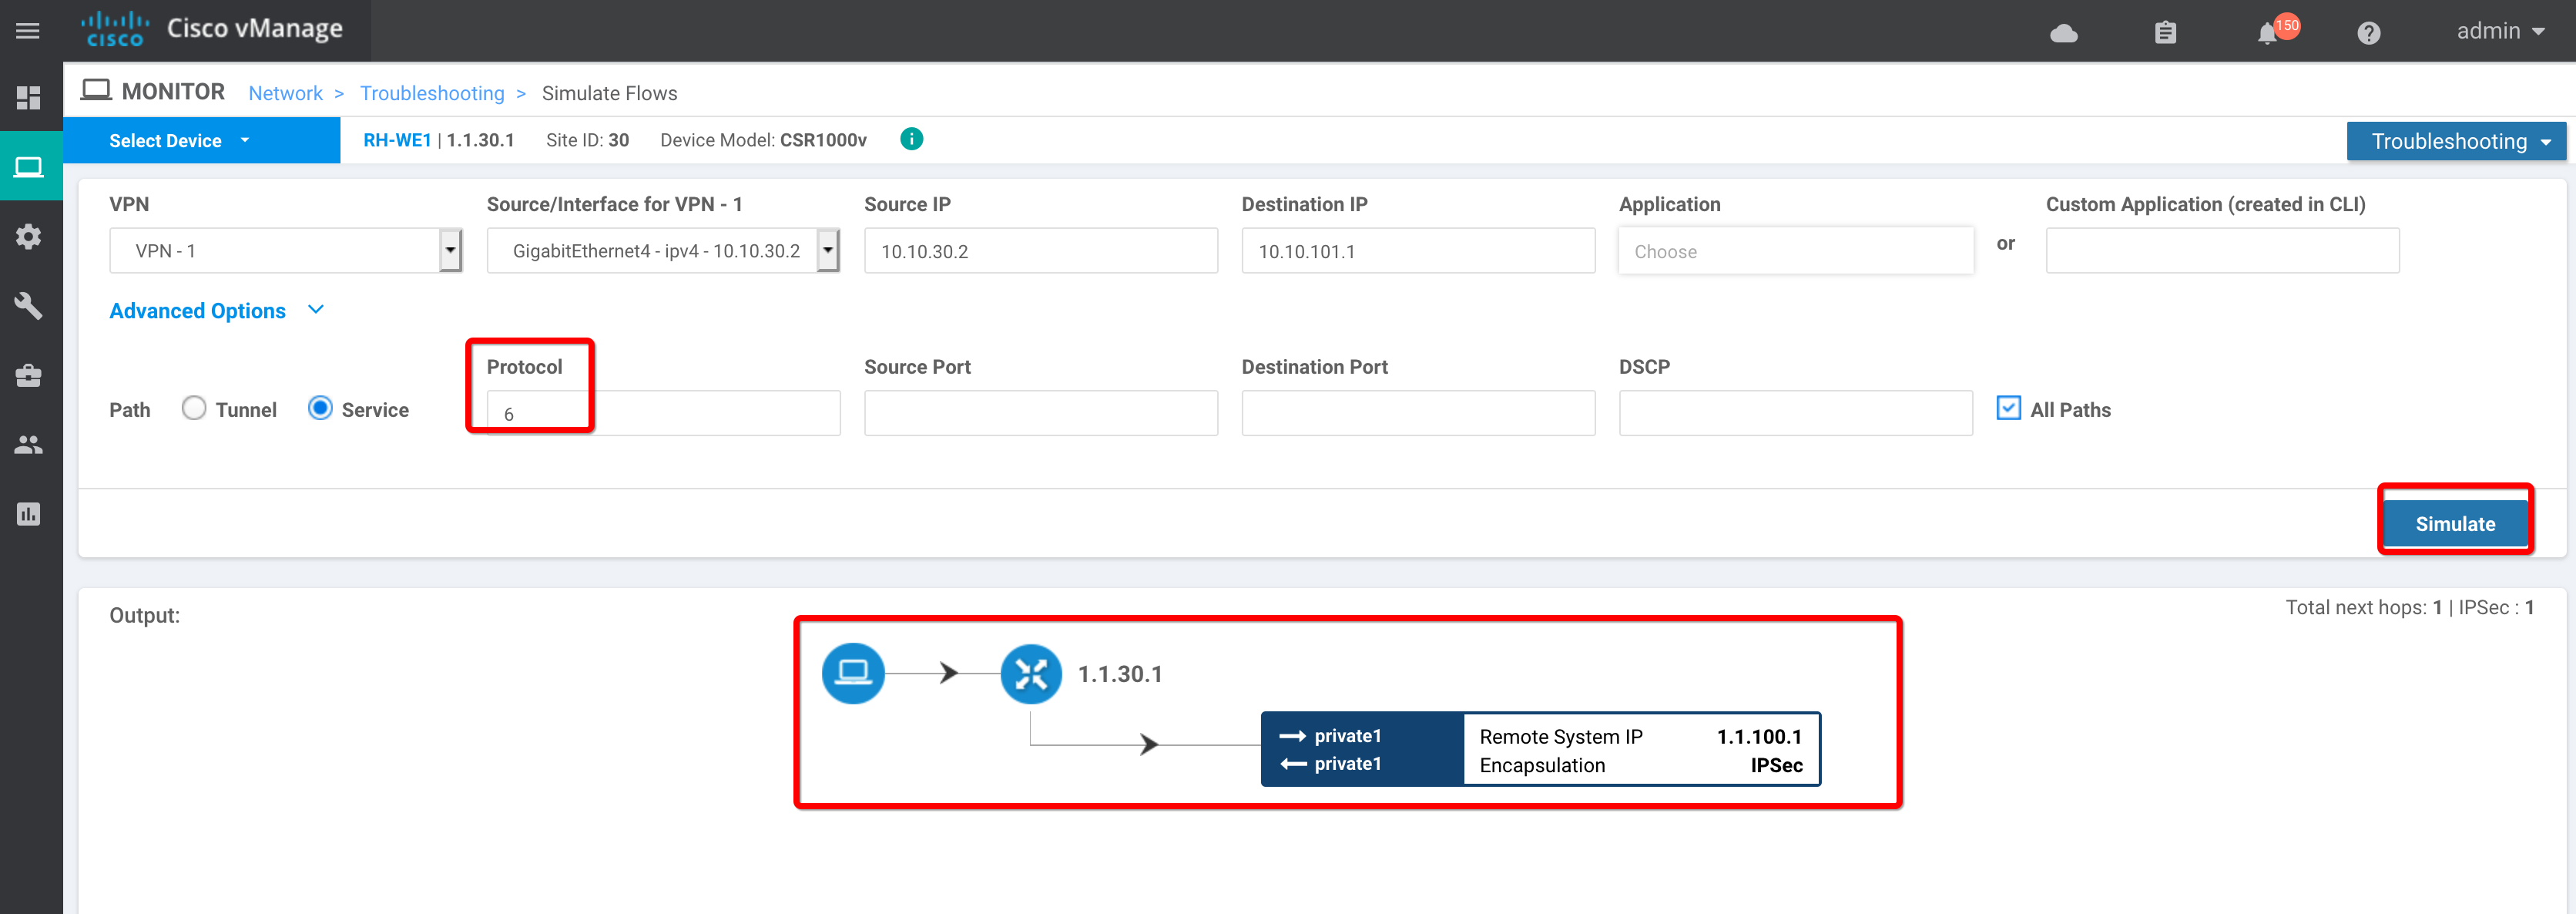 cisco Cisco vManage 150 admin
MONITOR Network > Troubleshooting > Simulate Flows
Select Device RH-WE1 | 1.1.30.1 Site ID: 30 Device Model: CSR1000v i Troubleshooting
VPN Source/Interface for VPN - 1 Source IP Destination IP Application Custom Application (created in CLI)
VPN - 1 GigabitEthernet4 - ipv4 - 10.10.30.2 10.10.30.2 10.10.101.1 Choose or
Advanced Options
Protocol Source Port Destination Port DSCP
Path Tunnel Service 6 All Paths
Simulate
Output: Total next hops: 1 | IPSec : 1
1.1.30.1
private1 Remote System IP 1.1.100.1
private1 Encapsulation IPSec